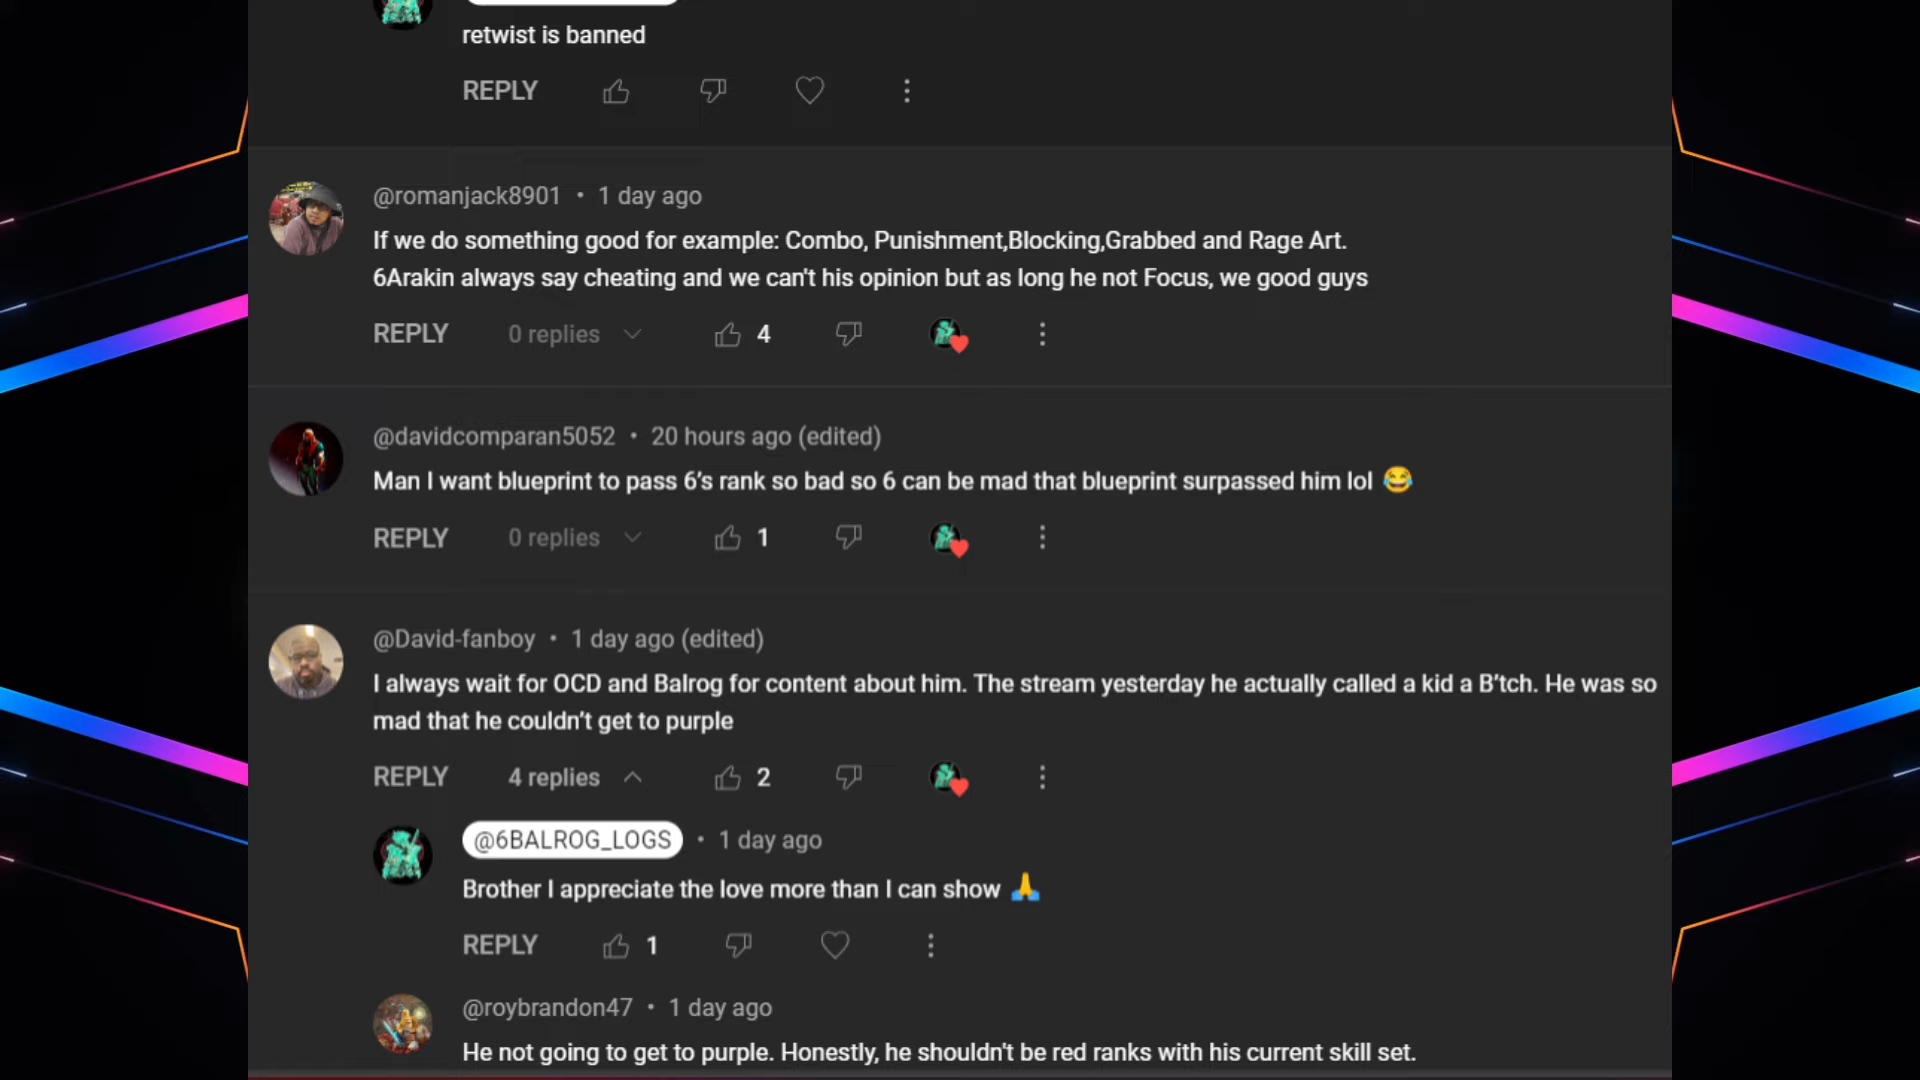 retwist is banned
REPLY
@romanjack8901 • 1 day ago
If we do something good for example: Combo, Punishment,Blocking,Grabbed and Rage Art.
6Arakin always say cheating and we can't his opinion but as long he not Focus, we good guys
REPLY 0 replies 4
@davidcomparan5052 • 20 hours ago (edited)
Man I want blueprint to pass 6’s rank so bad so 6 can be mad that blueprint surpassed him lol 😂
REPLY 0 replies 1
@David-fanboy • 1 day ago (edited)
I always wait for OCD and Balrog for content about him. The stream yesterday he actually called a kid a B’tch. He was so
mad that he couldn’t get to purple
REPLY 4 replies 2
@6BALROG_LOGS • 1 day ago
Brother I appreciate the love more than I can show 🙏
REPLY 1
@roybrandon47 • 1 day ago
He not going to get to purple. Honestly, he shouldn't be red ranks with his current skill set.